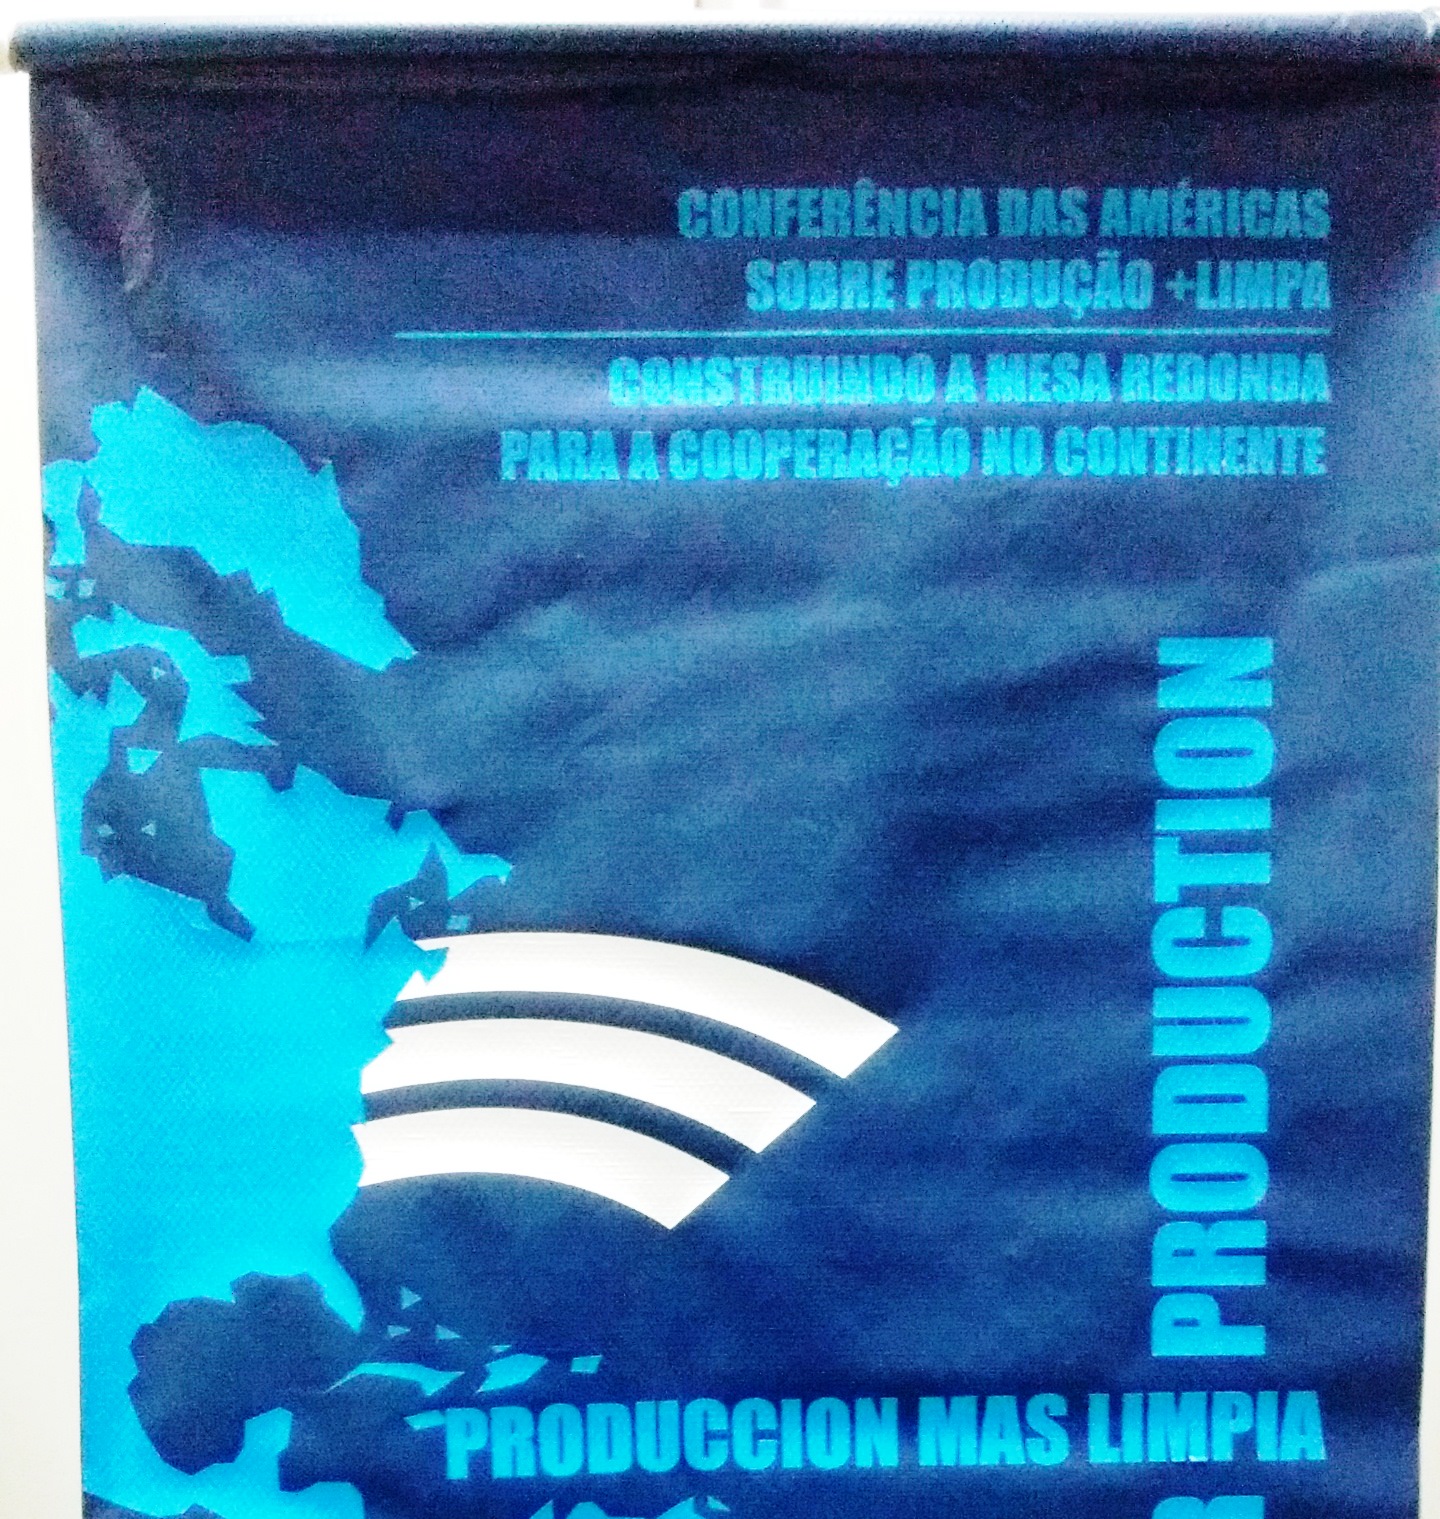 CONFERÊNCIA DAS AMÉRICAS
SOBRE PRODUÇÃO +LIMPA
CONSTRUINDO A MESA REDONDA
PARA A COOPERAÇÃO NO CONTINENTE
PRODUCTION
PRODUCCION MAS LIMPIA